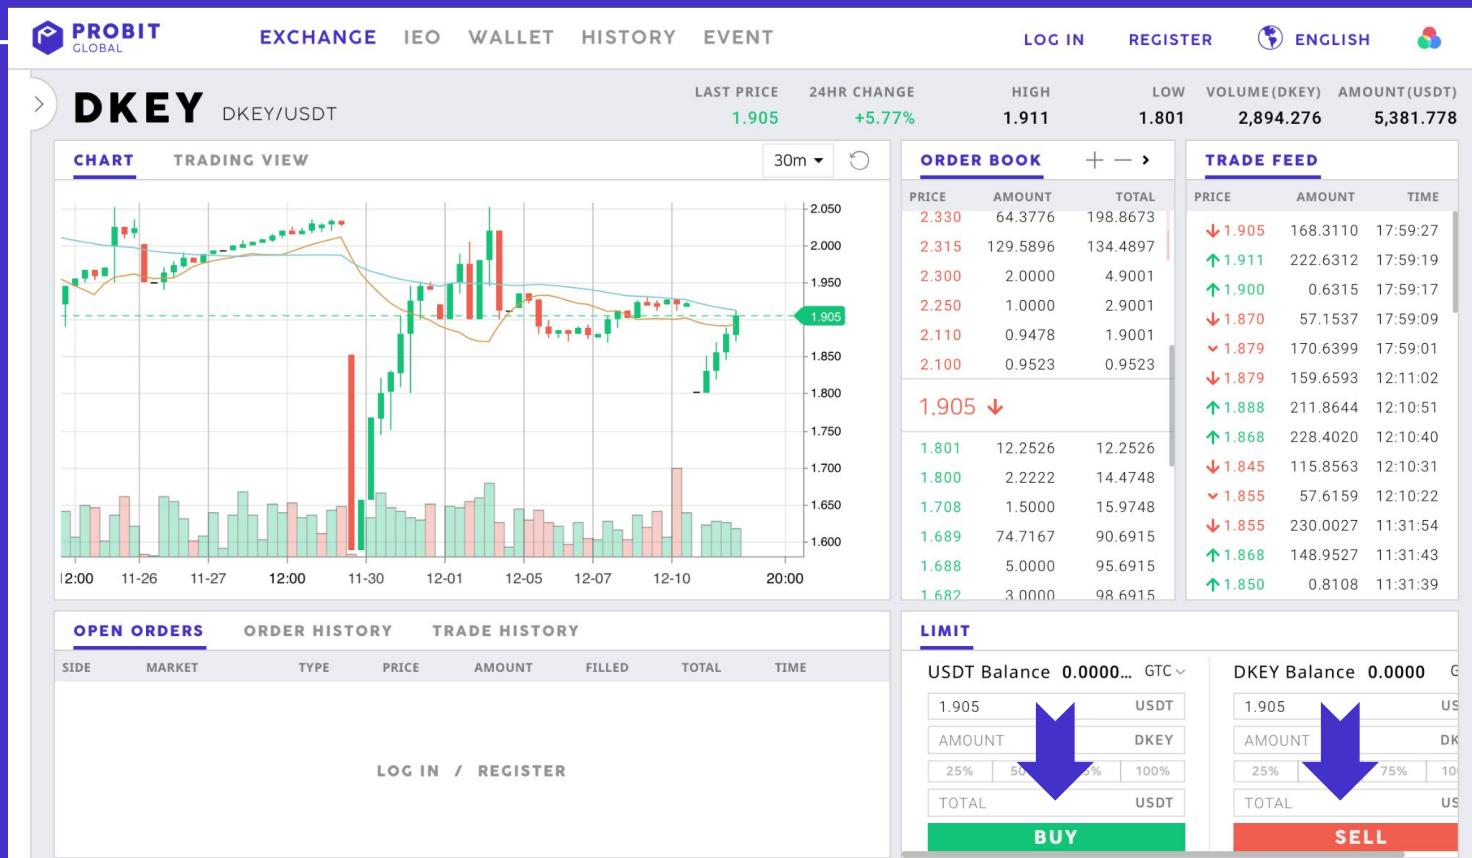 PROBIT
GLOBAL
EXCHANGE IEO WALLET HISTORY EVENT
LOG IN REGISTER ENGLISH
DKEY DKEY/USDT
LAST PRICE 24HR CHANGE HIGH LOW VOLUME(DKEY) AMOUNT(USDT)
1.905 +5.77% 1.911 1.801 2,894.276 5,381.778
CHART TRADING VIEW 30m
2.050
2.000
1.950
1.905
1.850
1.800
1.750
1.700
1.650
1.600
12:00 11-26 11-27 12:00 11-30 12-01 12-05 12-07 12-10 20:00
ORDER BOOK
PRICE AMOUNT TOTAL
2.330 64.3776 198.8673
2.315 129.5896 134.4897
2.300 2.0000 4.9001
2.250 1.0000 2.9001
2.110 0.9478 1.9001
2.100 0.9523 0.9523
1.905
1.801 12.2526 12.2526
1.800 2.2222 14.4748
1.708 1.5000 15.9748
1.689 74.7167 90.6915
1.688 5.0000 95.6915
1.682 3.0000 98.6915
TRADE FEED
PRICE AMOUNT TIME
1.905 168.3110 17:59:27
1.911 222.6312 17:59:19
1.900 0.6315 17:59:17
1.870 57.1537 17:59:09
1.879 170.6399 17:59:01
1.879 159.6593 12:11:02
1.888 211.8644 12:10:51
1.868 228.4020 12:10:40
1.845 115.8563 12:10:31
1.855 57.6159 12:10:22
1.855 230.0027 11:31:54
1.868 148.9527 11:31:43
1.850 0.8108 11:31:39
OPEN ORDERS ORDER HISTORY TRADE HISTORY
SIDE MARKET TYPE PRICE AMOUNT FILLED TOTAL TIME
LOG IN / REGISTER
LIMIT
USDT Balance 0.0000... GTC
1.905 USDT
AMOUNT DKEY
25% 100%
TOTAL USDT
BUY
DKEY Balance 0.0000
1.905
AMOUNT
25% 75%
TOTAL
SELL